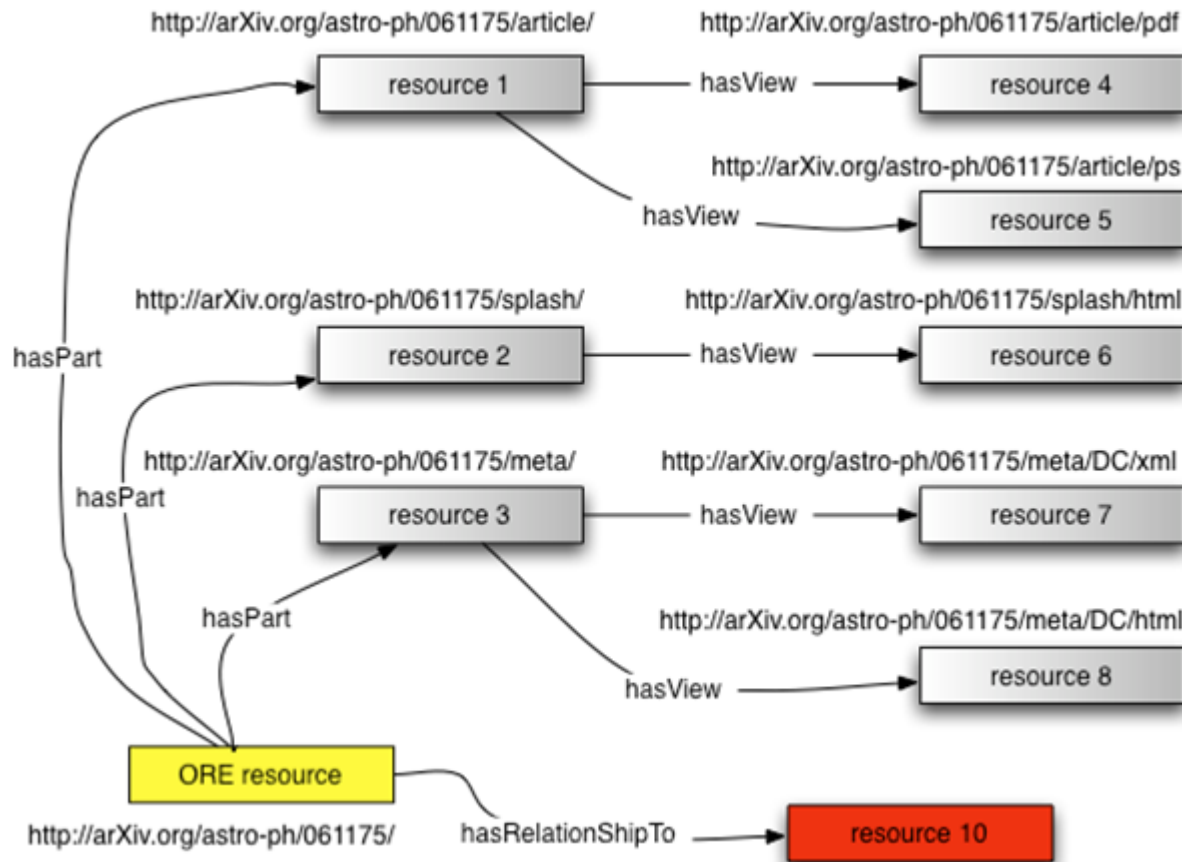 http://arXiv.org/astro-ph/061175/article/
http://arXiv.org/astro-ph/061175/article/pdf
resource 1
hasView
resource 4
http://arXiv.org/astro-ph/061175/article/ps
hasView
resource 5
http://arXiv.org/astro-ph/061175/splash/
http://arXiv.org/astro-ph/061175/splash/html
hasPart
resource 2
hasView
resource 6
http://arXiv.org/astro-ph/061175/meta/
http://arXiv.org/astro-ph/061175/meta/DC/xml
hasPart
resource 3
hasView
resource 7
hasPart
http://arXiv.org/astro-ph/061175/meta/DC/html
hasView
resource 8
ORE resource
http://arXiv.org/astro-ph/061175/
hasRelationShipTo
resource 10